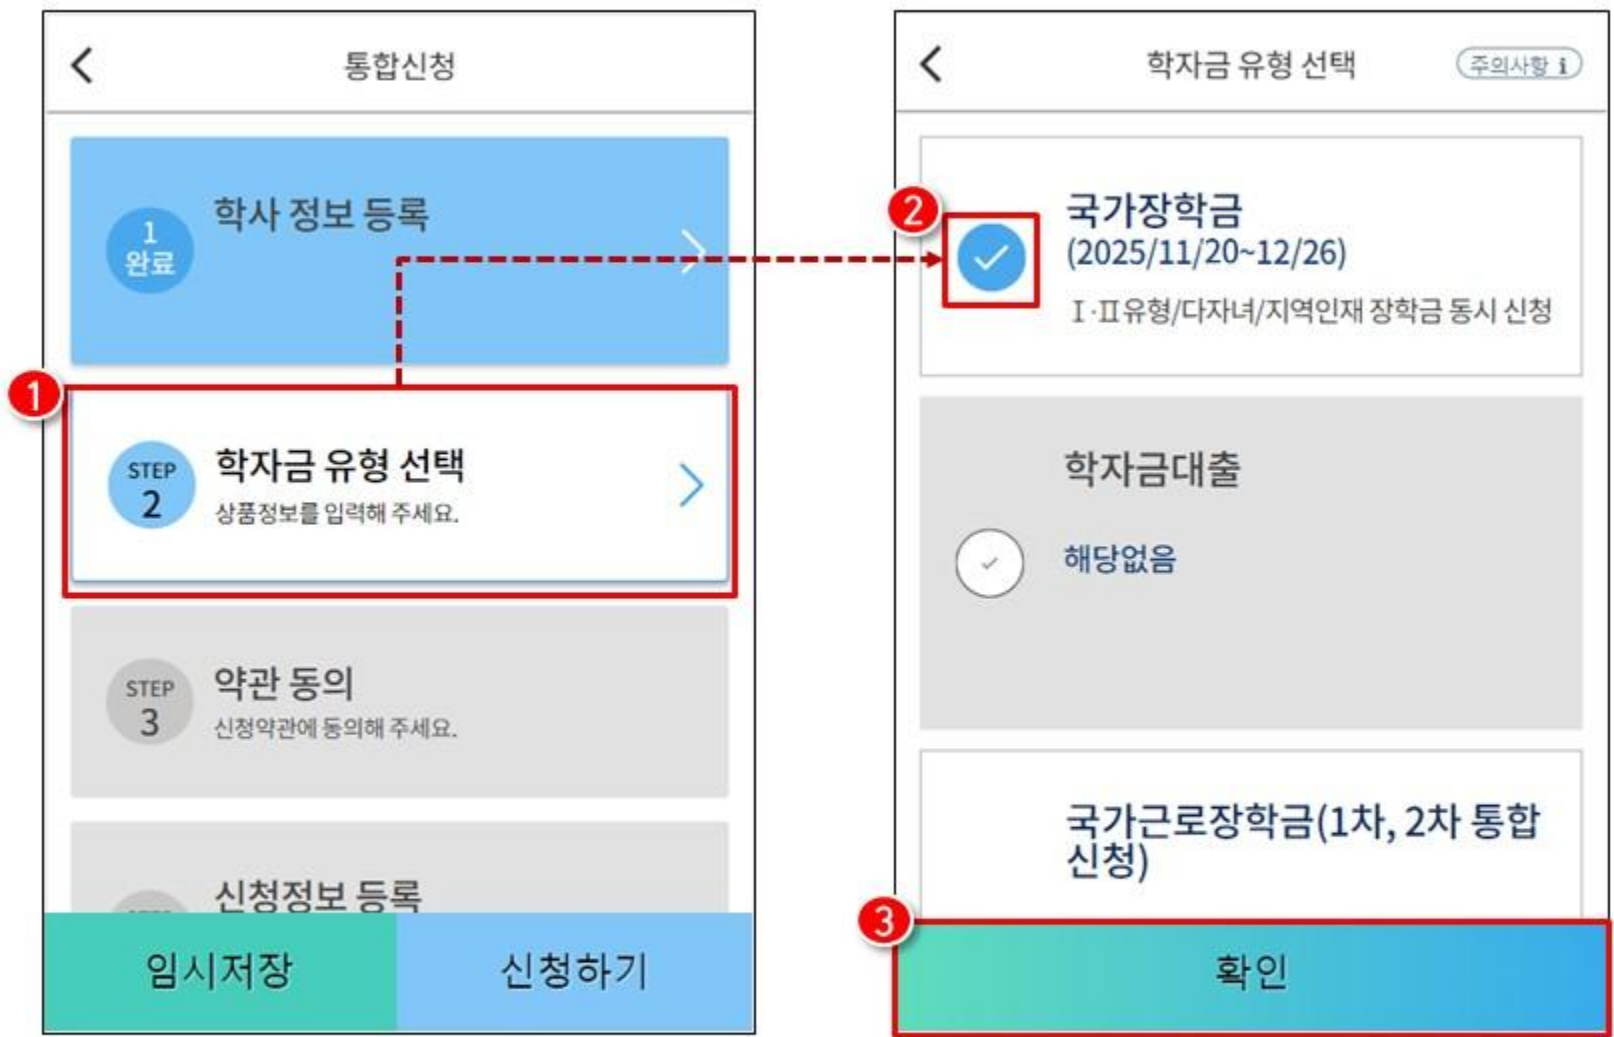 통합신청
1
완료
학사 정보 등록
1
STEP
2
학자금 유형 선택
상품정보를 입력해 주세요.
STEP
3
약관 동의
신청약관에 동의해 주세요.
신청정보 등록
임시저장
신청하기
학자금 유형 선택
주의사항 i
2
국가장학금
(2025/11/20~12/26)
Ⅰ·Ⅱ유형/다자녀/지역인재 장학금 동시 신청
학자금대출
해당없음
국가근로장학금(1차, 2차 통합
신청)
3
확인